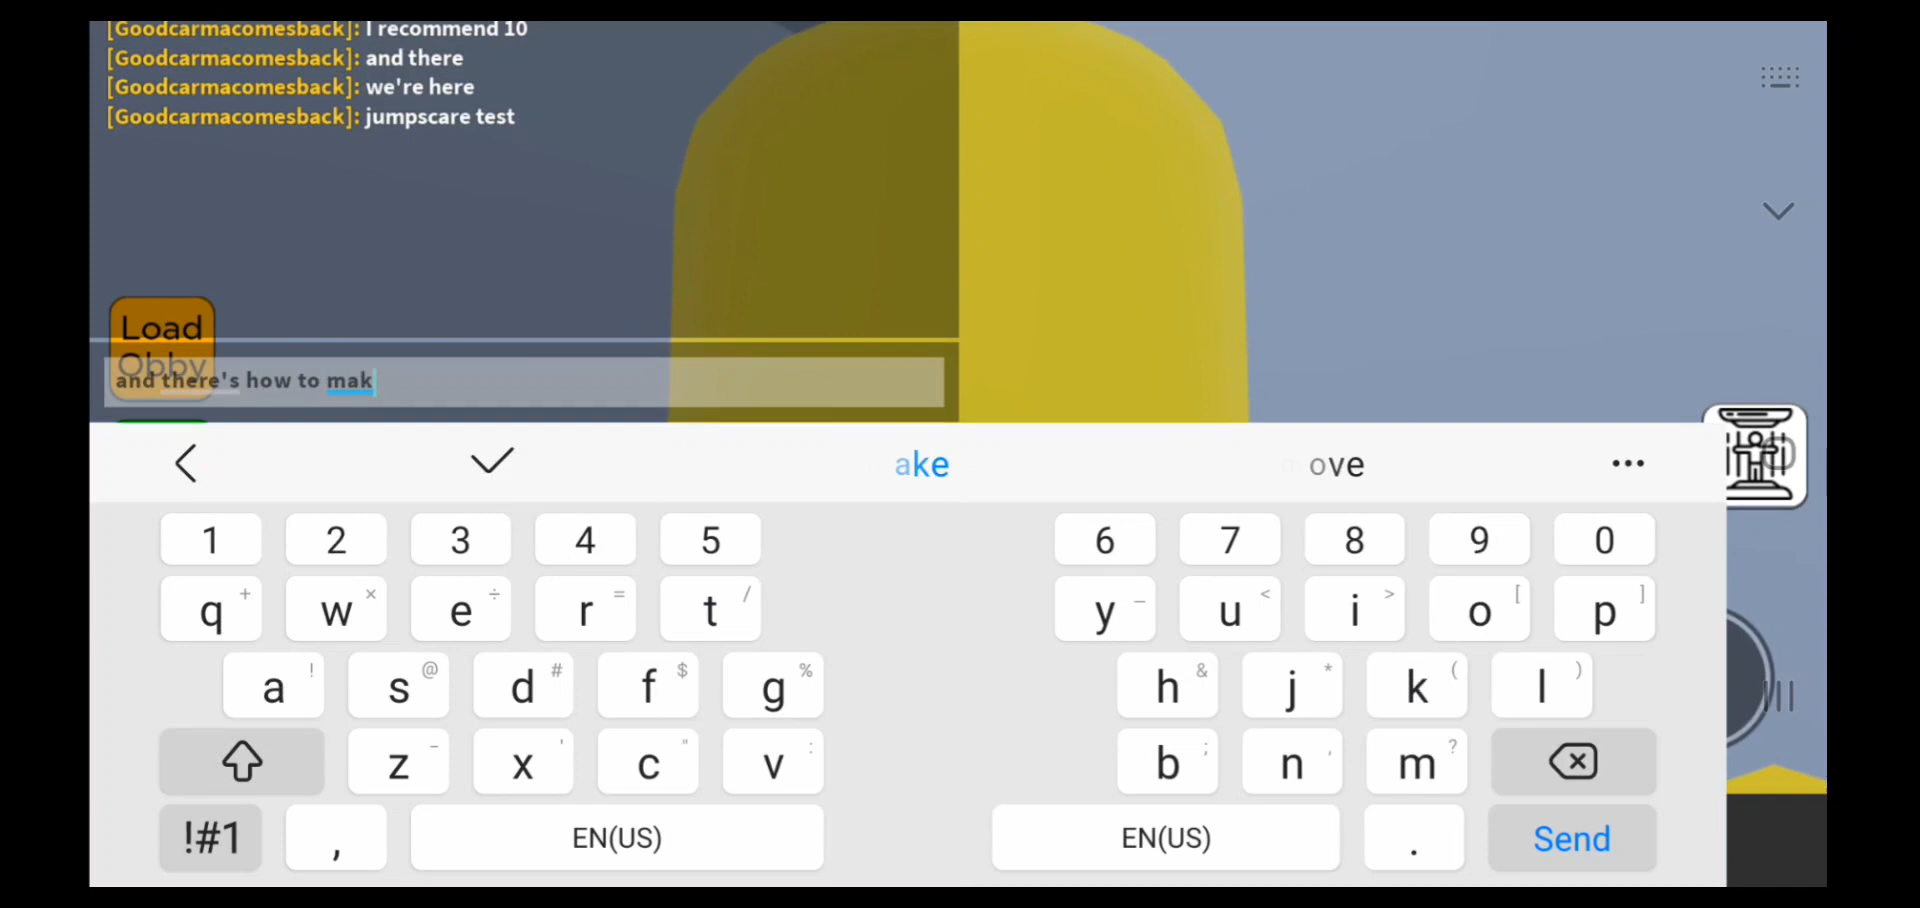 [Goodcarmacomesback]: I recommend 10
[Goodcarmacomesback]: and there
[Goodcarmacomesback]: we're here
[Goodcarmacomesback]: jumpscare test
Load
Obby
and there's how to mak
ake
ove
1 2 3 4 5 6 7 8 9 0
q + w × e ÷ r = t / y _ u < i > o [ p ]
a ! s @ d # f $ g % h & j * k ( l )
z - x ' c " v : b ; n , m ?
!#1 , EN(US) EN(US) . Send